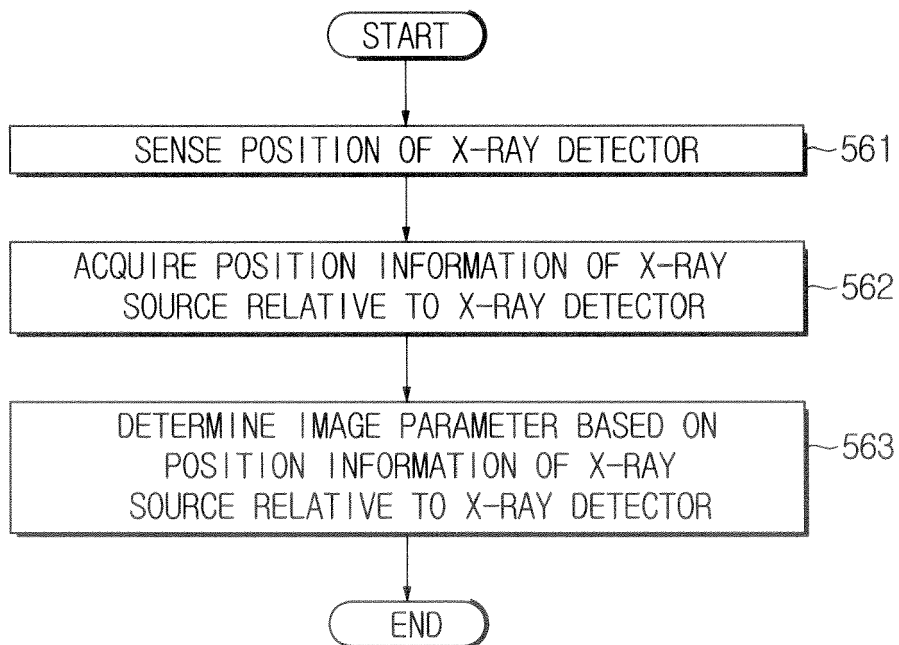 START
SENSE POSITION OF X-RAY DETECTOR
561
ACQUIRE POSITION INFORMATION OF X-RAY
SOURCE RELATIVE TO X-RAY DETECTOR
562
DETERMINE IMAGE PARAMETER BASED ON
POSITION INFORMATION OF X-RAY
SOURCE RELATIVE TO X-RAY DETECTOR
563
END